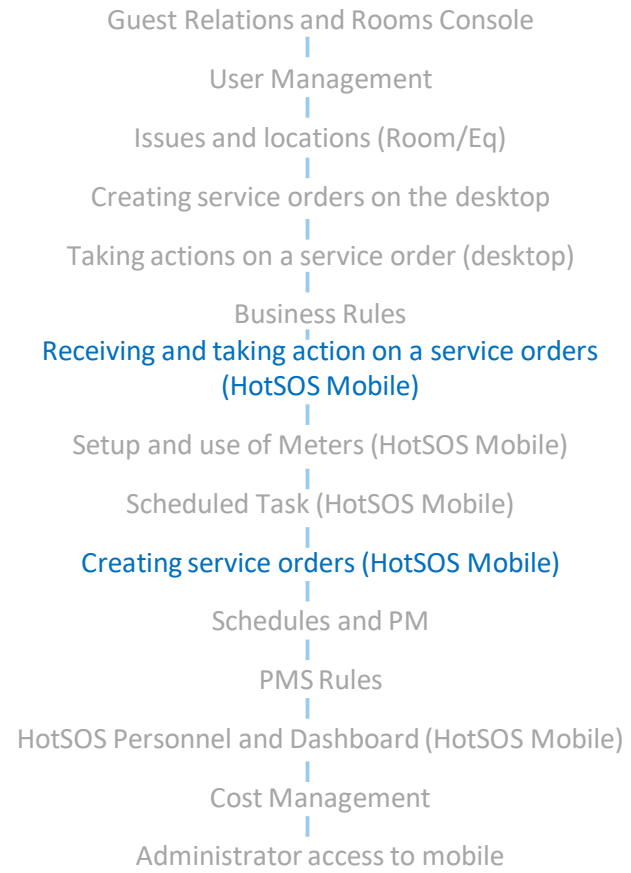 Guest Relations and Rooms Console
User Management
Issues and locations (Room/Eq)
Creating service orders on the desktop
Taking actions on a service order (desktop)
Business Rules
Receiving and taking action on a service orders
(HotSOS Mobile)
Setup and use of Meters (HotSOS Mobile)
Scheduled Task (HotSOS Mobile)
Creating service orders (HotSOS Mobile)
Schedules and PM
PMS Rules
HotSOS Personnel and Dashboard (HotSOS Mobile)
Cost Management
Administrator access to mobile